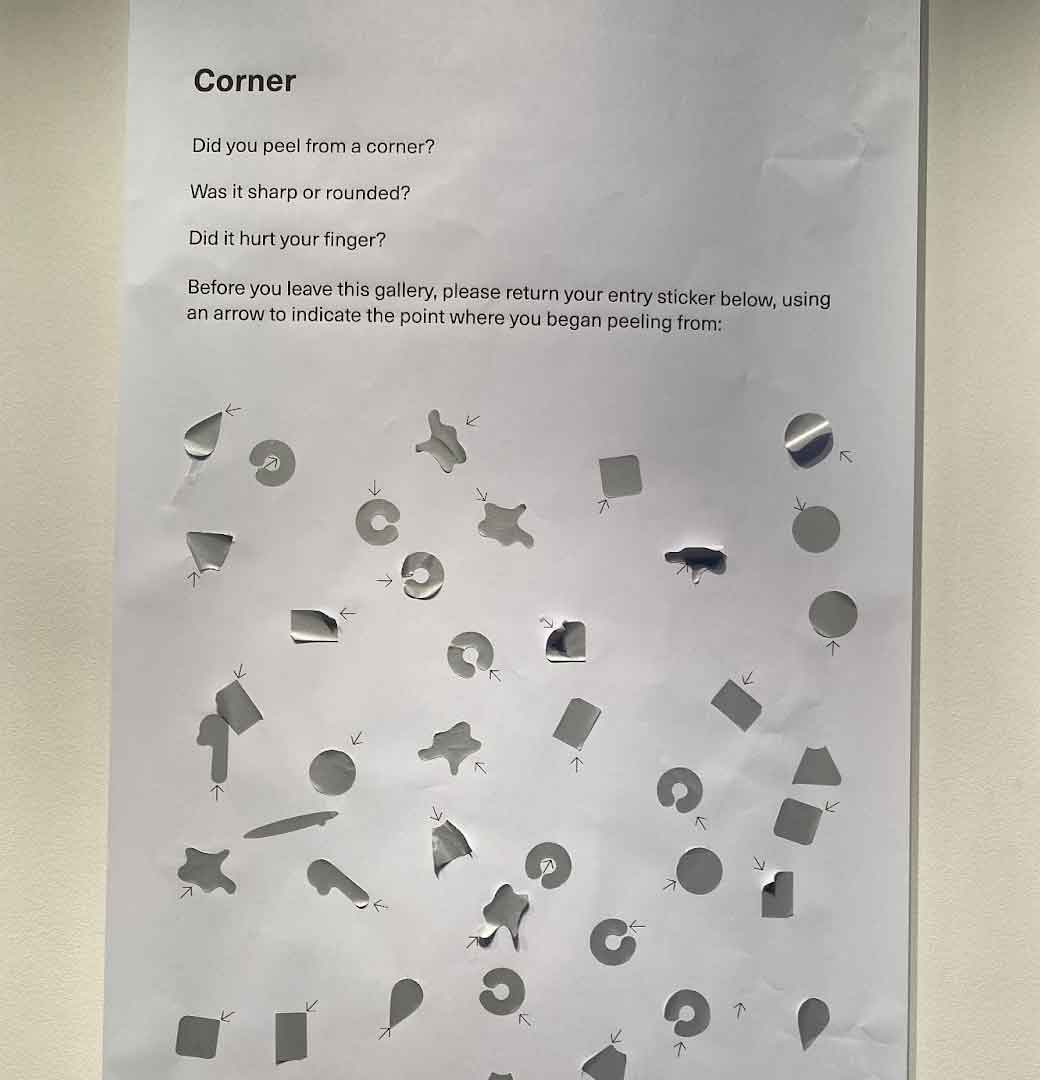 Corner
Did you peel from a corner?
Was it sharp or rounded?
Did it hurt your finger?
Before you leave this gallery, please return your entry sticker below, using
an arrow to indicate the point where you began peeling from: